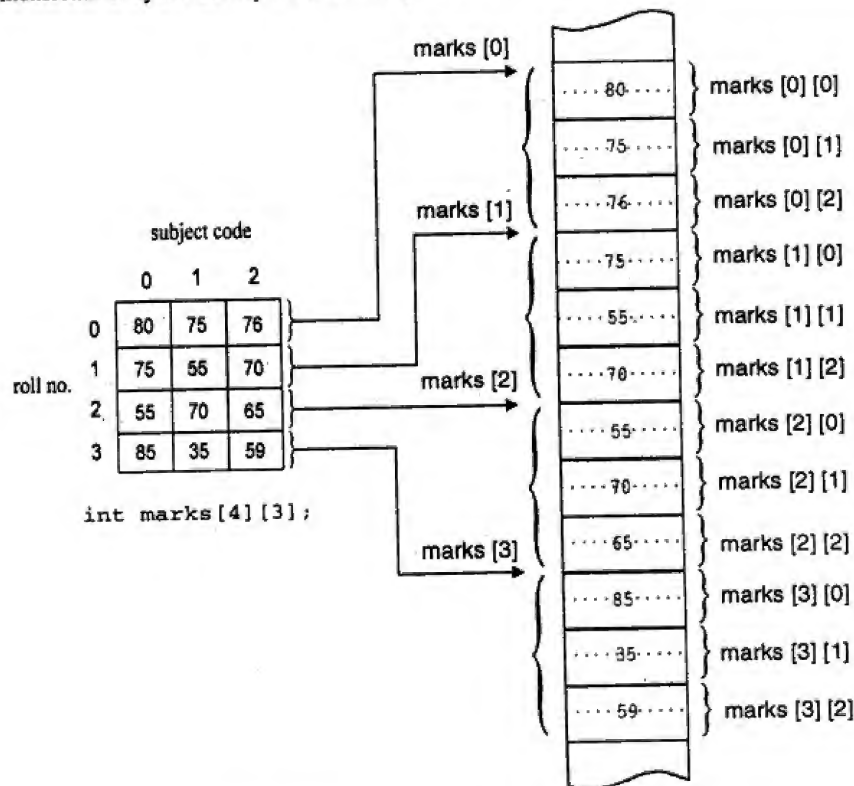 marks [0]
80
marks [0] [0]
75
marks [0] [1]
76
marks [0] [2]
marks [1]
75
marks [1] [0]
55
marks [1] [1]
70
marks [1] [2]
marks [2]
55
marks [2] [0]
70
marks [2] [1]
65
marks [2] [2]
marks [3]
85
marks [3] [0]
35
marks [3] [1]
59
marks [3] [2]
subject code
0 1 2
0 80 75 76
roll no.
1 75 55 70
2 55 70 65
3 85 35 59
int marks[4][3];